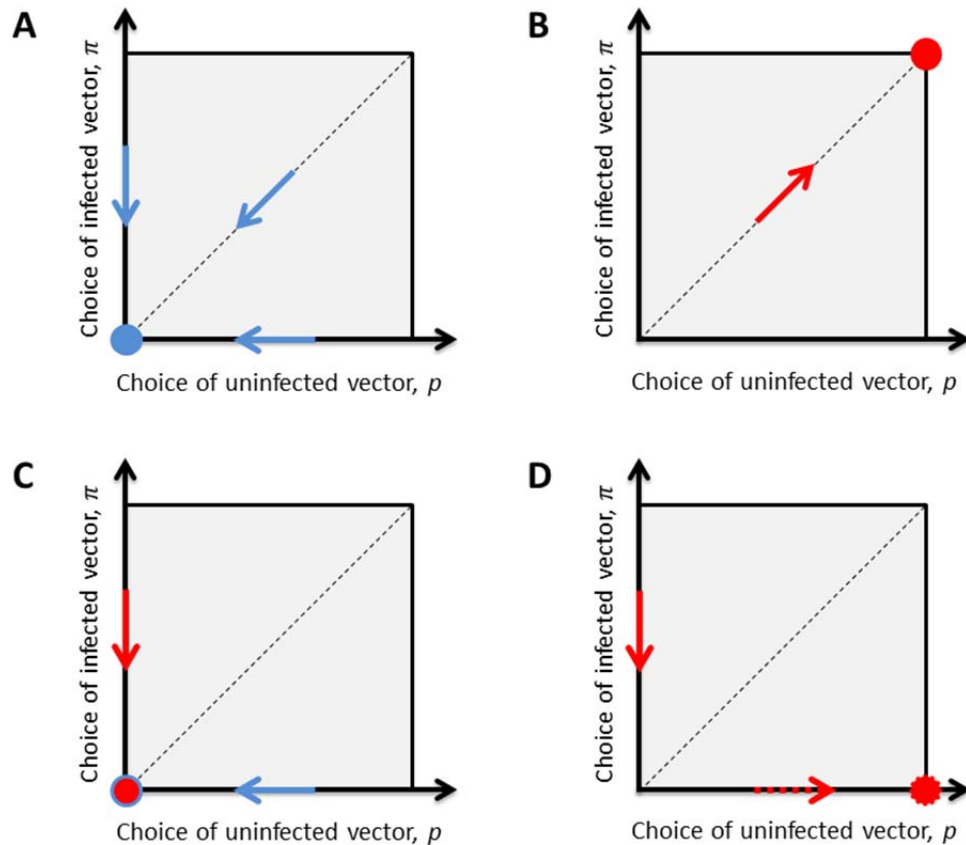 A
Choice of infected vector, π
Choice of uninfected vector, p
B
Choice of infected vector, π
Choice of uninfected vector, p
C
Choice of infected vector, π
Choice of uninfected vector, p
D
Choice of infected vector, π
Choice of uninfected vector, p